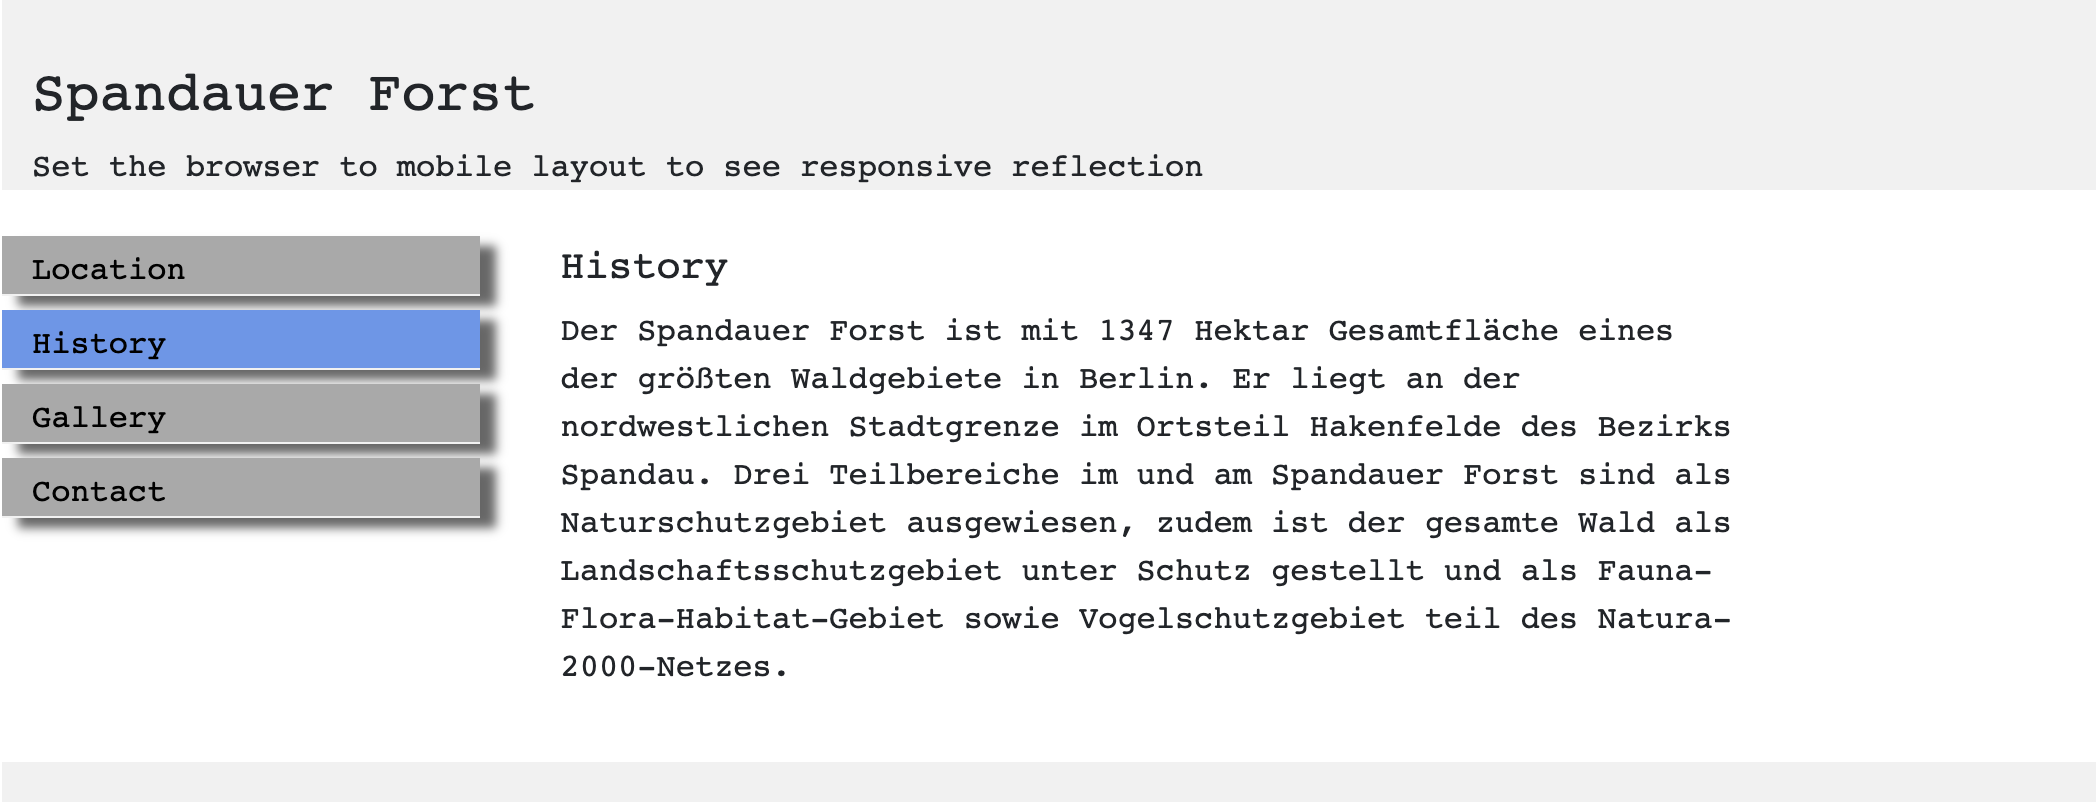 Spandauer Forst
Set the browser to mobile layout to see responsive reflection
Location
History
Gallery
Contact
History
Der Spandauer Forst ist mit 1347 Hektar Gesamtfläche eines
der größten Waldgebiete in Berlin. Er liegt an der
nordwestlichen Stadtgrenze im Ortsteil Hakenfelde des Bezirks
Spandau. Drei Teilbereiche im und am Spandauer Forst sind als
Naturschutzgebiet ausgewiesen, zudem ist der gesamte Wald als
Landschaftsschutzgebiet unter Schutz gestellt und als Fauna-
Flora-Habitat-Gebiet sowie Vogelschutzgebiet teil des Natura-
2000-Netzes.